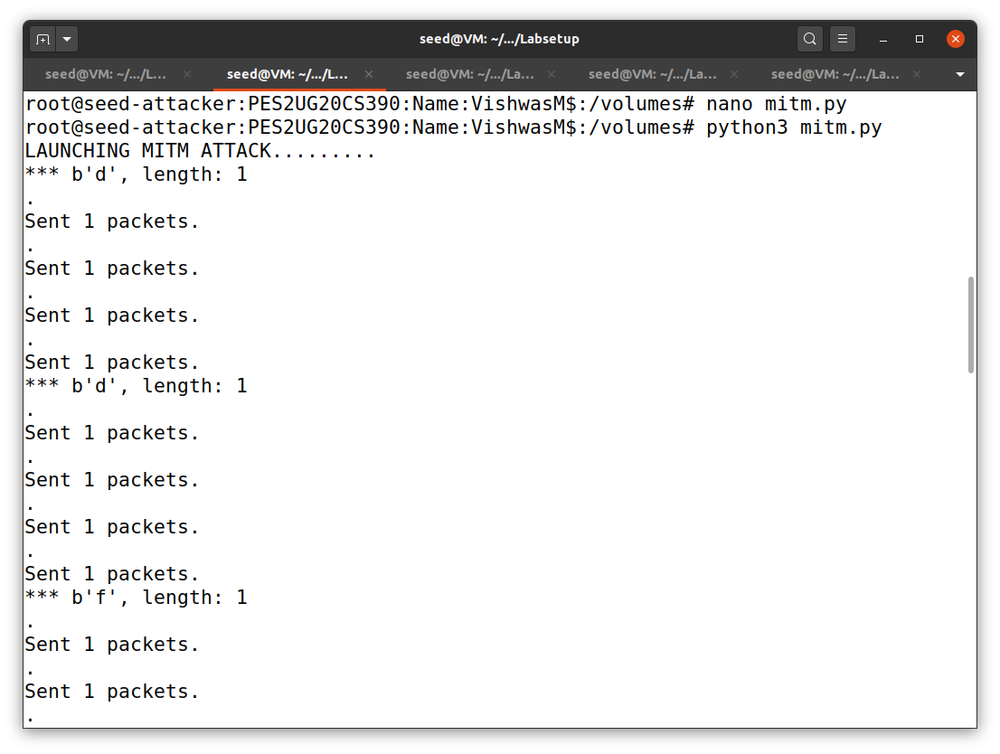 seed@VM: ~/.../Labsetup
seed@VM: ~/.../L... seed@VM: ~/.../L... seed@VM: ~/.../La... seed@VM: ~/.../La... seed@VM: ~/.../La...
root@seed-attacker:PES2UG20CS390:Name:VishwasM$:/volumes# nano mitm.py
root@seed-attacker:PES2UG20CS390:Name:VishwasM$:/volumes# python3 mitm.py
LAUNCHING MITM ATTACK.........
*** b'd', length: 1
.
Sent 1 packets.
.
Sent 1 packets.
.
Sent 1 packets.
.
Sent 1 packets.
*** b'd', length: 1
.
Sent 1 packets.
.
Sent 1 packets.
.
Sent 1 packets.
.
Sent 1 packets.
*** b'f', length: 1
.
Sent 1 packets.
.
Sent 1 packets.
.